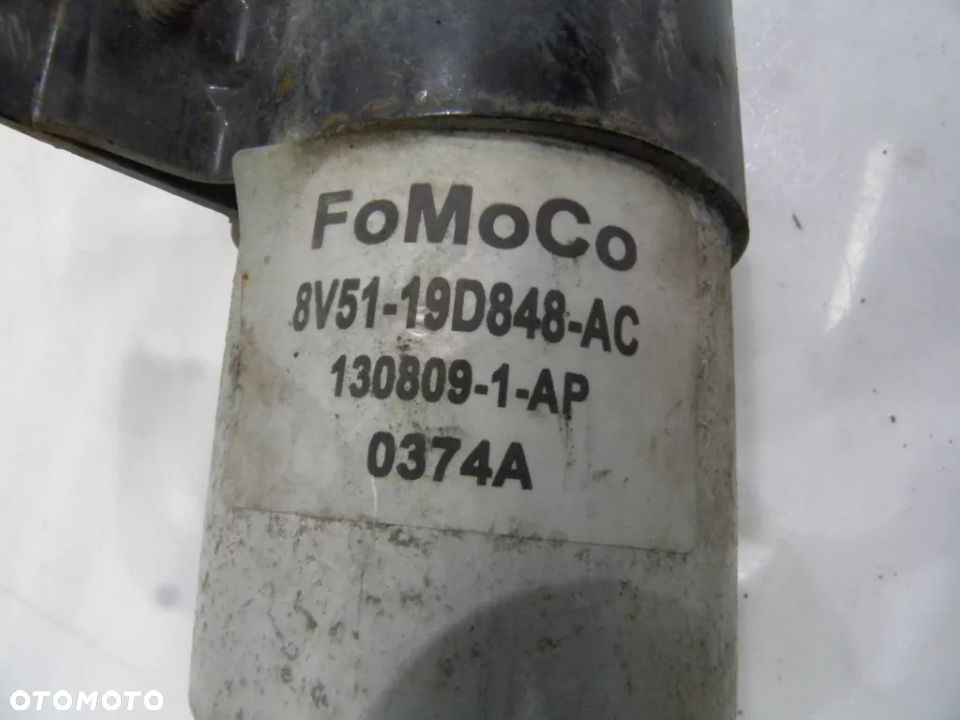 FoMoCo
8V51-19D848-AC
130809-1-AP
0374A
OTOMOTO